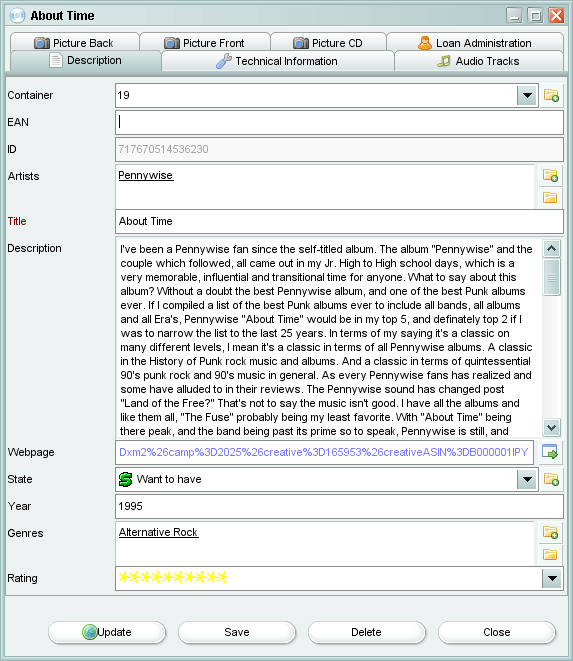 About Time
Picture Back
Picture Front
Picture CD
Loan Administration
Description
Technical Information
Audio Tracks
Container
19
EAN
ID
717670514536230
Artists
Pennywise
Title
About Time
Description
I've been a Pennywise fan since the self-titled album. The album "Pennywise" and the
couple which followed, all came out in my Jr. High to High school days, which is a
very memorable, influential and transitional time for anyone. What to say about this
album? Without a doubt the best Pennywise album, and one of the best Punk albums
ever. If I compiled a list of the best Punk albums ever to include all bands, all albums
and all Era's, Pennywise "About Time" would be in my top 5, and definately top 2 if I
was to narrow the list to the last 25 years. In terms of my saying it's a classic on
many different levels, I mean it's a classic in terms of all Pennywise albums. A classic
in the History of Punk rock music and albums. And a classic in terms of quintessential
90's punk rock and 90's music in general. As every Pennywise fans has realized and
some have alluded to in their reviews. The Pennywise sound has changed post
"Land of the Free?" That's not to say the music isn't good. I have all the albums and
like them all, "The Fuse" probably being my least favorite. With "About Time" being
there peak, and the band being past its prime so to speak, Pennywise is still, and
Webpage
Dxm2%26camp%3D2025%26creative%3D165953%26creativeASIN%3DB000001IPY
State
Want to have
Year
1995
Genres
Alternative Rock
Rating
Update
Save
Delete
Close